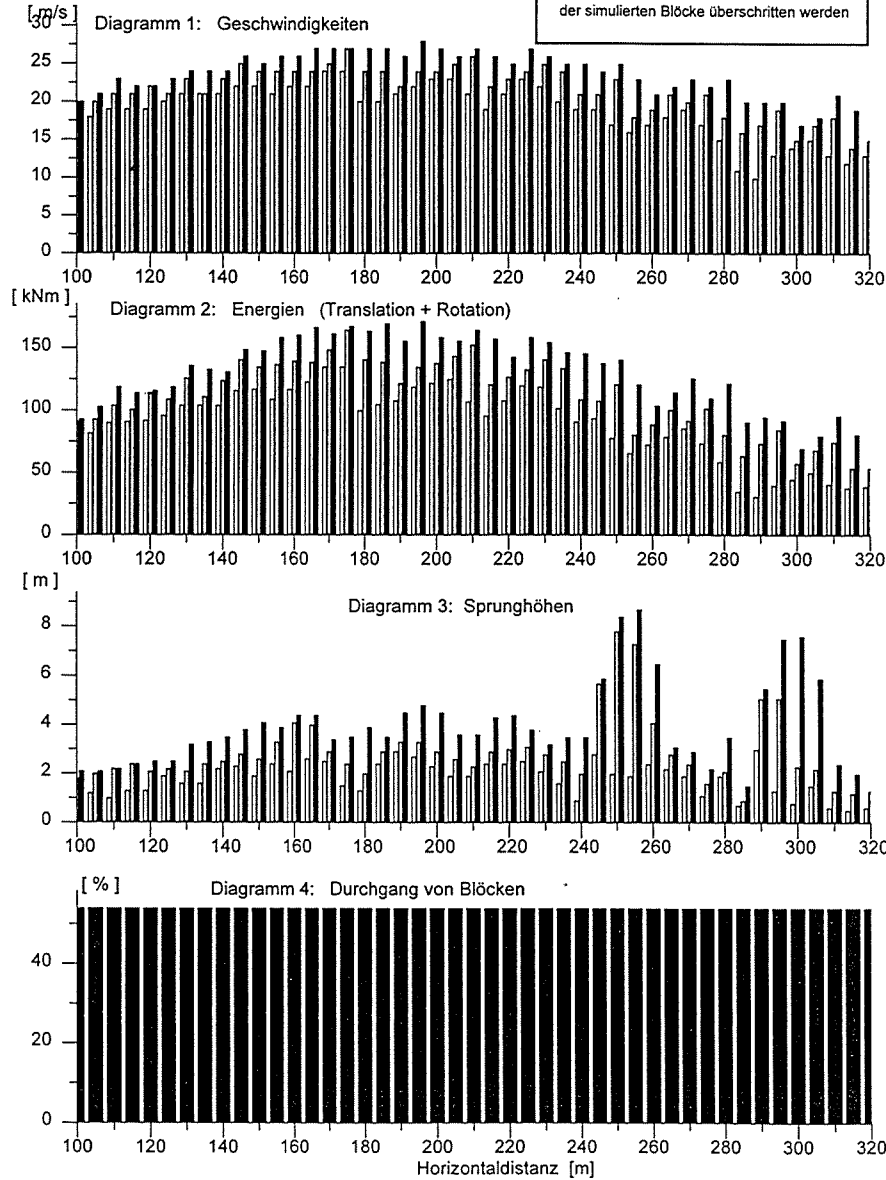 der simulierten Blöcke überschritten werden
[ m/s ]
Diagramm 1: Geschwindigkeiten
30
25
20
15
10
5
0
100 120 140 160 180 200 220 240 260 280 300 320
[ kNm ]
Diagramm 2: Energien (Translation + Rotation)
150
100
50
0
100 120 140 160 180 200 220 240 260 280 300 320
[ m ]
Diagramm 3: Sprunghöhen
8
6
4
2
0
100 120 140 160 180 200 220 240 260 280 300 320
[ % ]
Diagramm 4: Durchgang von Blöcken
40
20
0
100 120 140 160 180 200 220 240 260 280 300 320
Horizontaldistanz [m]